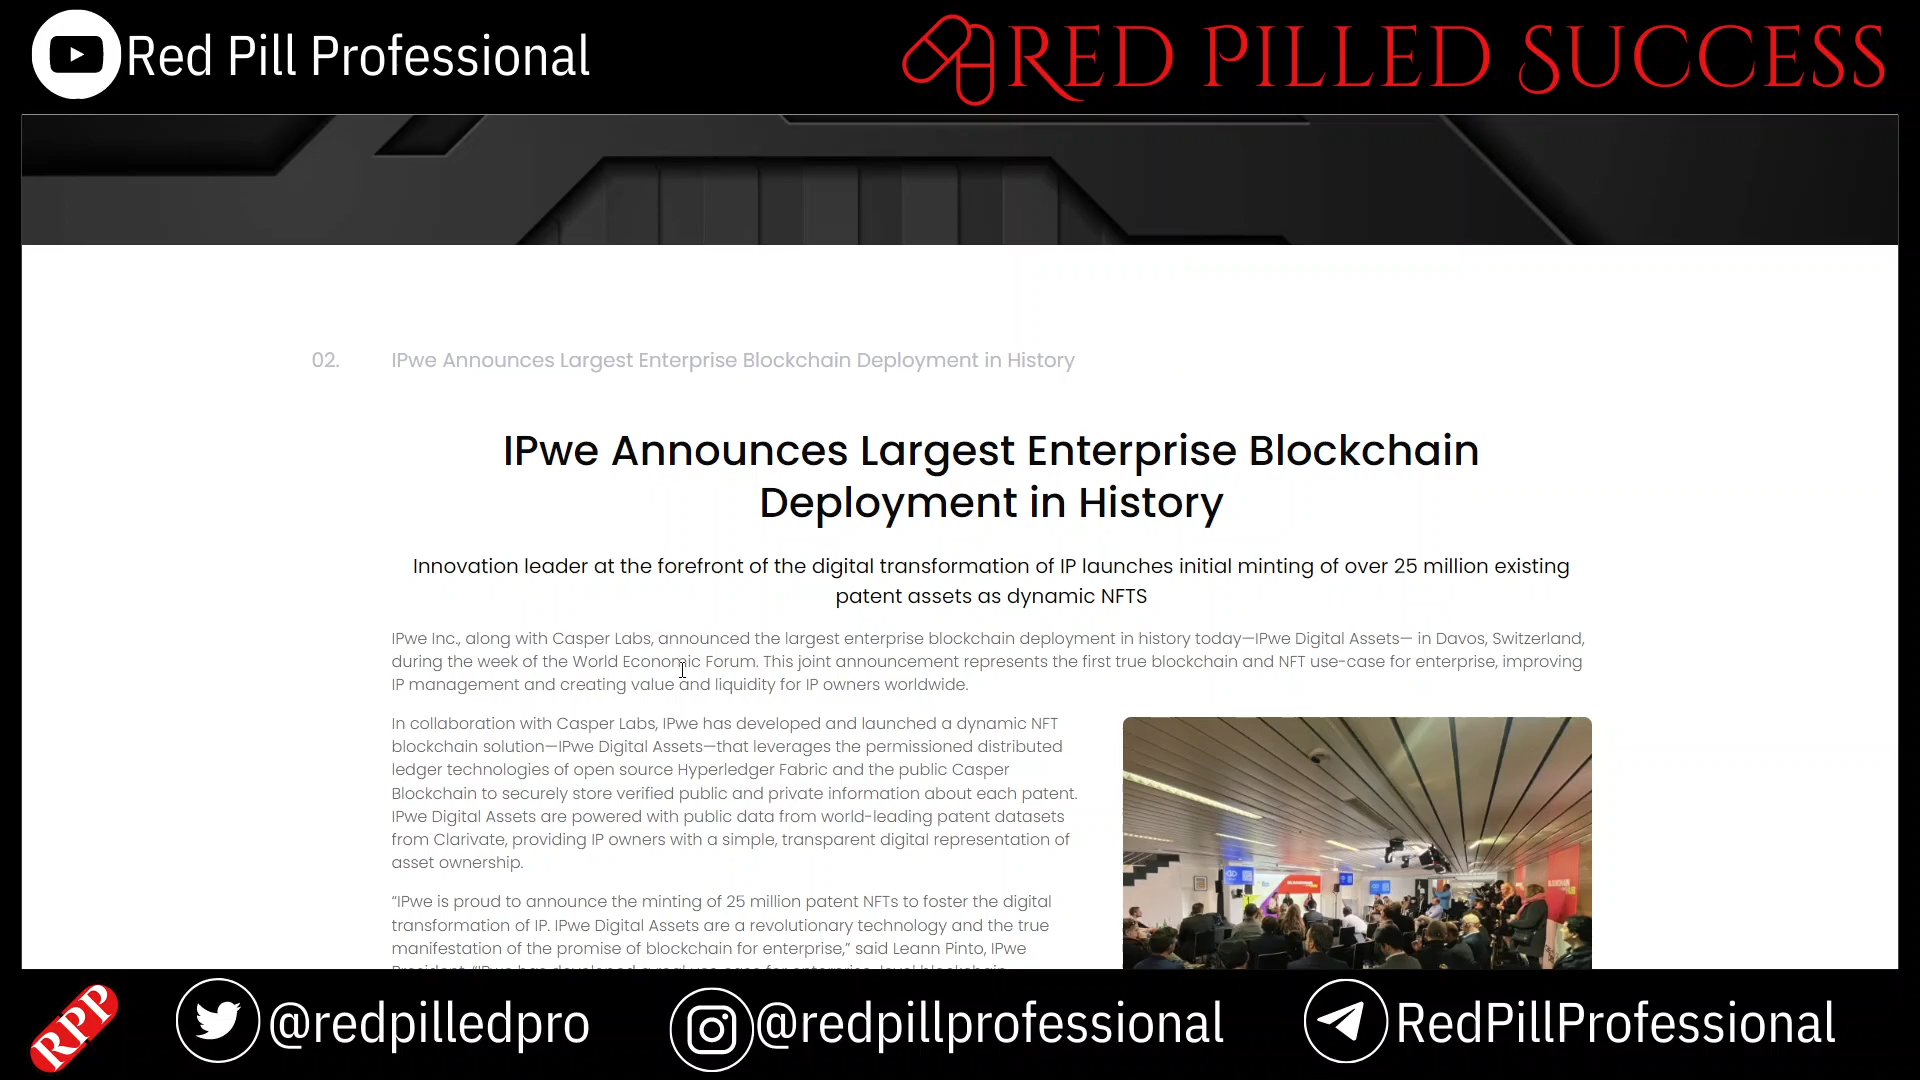 Red Pill Professional
RED PILLED SUCCESS
02. IPwe Announces Largest Enterprise Blockchain Deployment in History
IPwe Announces Largest Enterprise Blockchain
Deployment in History
Innovation leader at the forefront of the digital transformation of IP launches initial minting of over 25 million existing
patent assets as dynamic NFTS
IPwe Inc., along with Casper Labs, announced the largest enterprise blockchain deployment in history today—IPwe Digital Assets— in Davos, Switzerland,
during the week of the World Economic Forum. This joint announcement represents the first true blockchain and NFT use-case for enterprise, improving
IP management and creating value and liquidity for IP owners worldwide.
In collaboration with Casper Labs, IPwe has developed and launched a dynamic NFT
blockchain solution—IPwe Digital Assets—that leverages the permissioned distributed
ledger technologies of open source Hyperledger Fabric and the public Casper
Blockchain to securely store verified public and private information about each patent.
IPwe Digital Assets are powered with public data from world-leading patent datasets
from Clarivate, providing IP owners with a simple, transparent digital representation of
asset ownership.
“IPwe is proud to announce the minting of 25 million patent NFTs to foster the digital
transformation of IP. IPwe Digital Assets are a revolutionary technology and the true
manifestation of the promise of blockchain for enterprise,” said Leann Pinto, IPwe
RPP
@redpilledpro
@redpillprofessional
RedPillProfessional